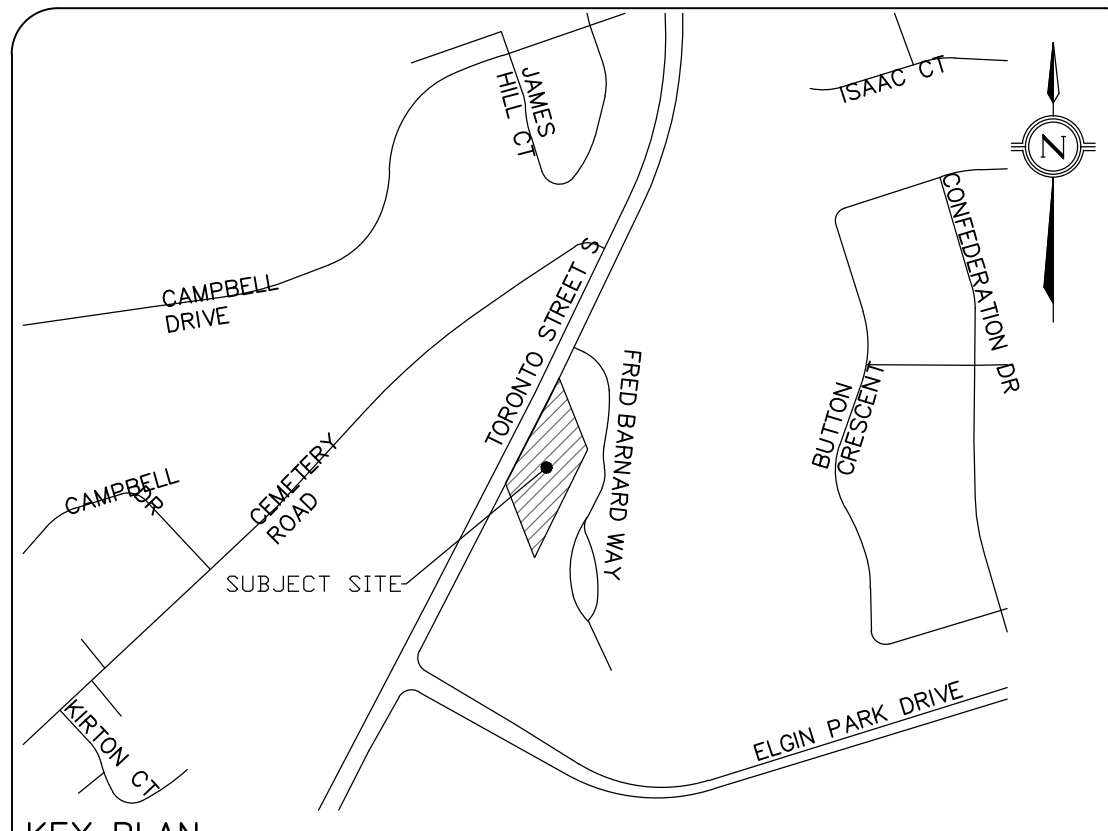 JAMES
HILL CT
ISAAC CT
N
CONFEDERATION DR
CAMPBELL
DRIVE
TORONTO STREET S
FRED BARNARD WAY
BUTTON
CRESCENT
CAMPBELL
DR
CEMETERY
ROAD
SUBJECT SITE
KIRTON CT
ELGIN PARK DRIVE
KEY PLAN